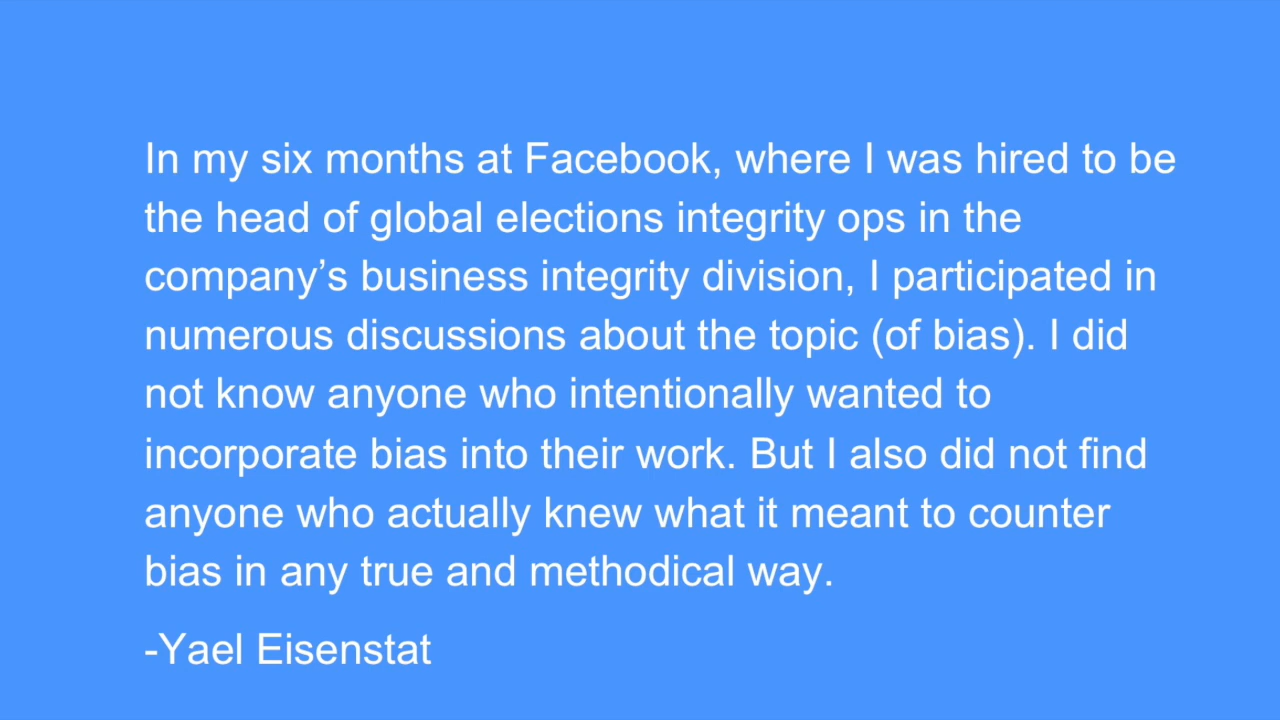 In my six months at Facebook, where I was hired to be
the head of global elections integrity ops in the
company’s business integrity division, I participated in
numerous discussions about the topic (of bias). I did
not know anyone who intentionally wanted to
incorporate bias into their work. But I also did not find
anyone who actually knew what it meant to counter
bias in any true and methodical way.
-Yael Eisenstat